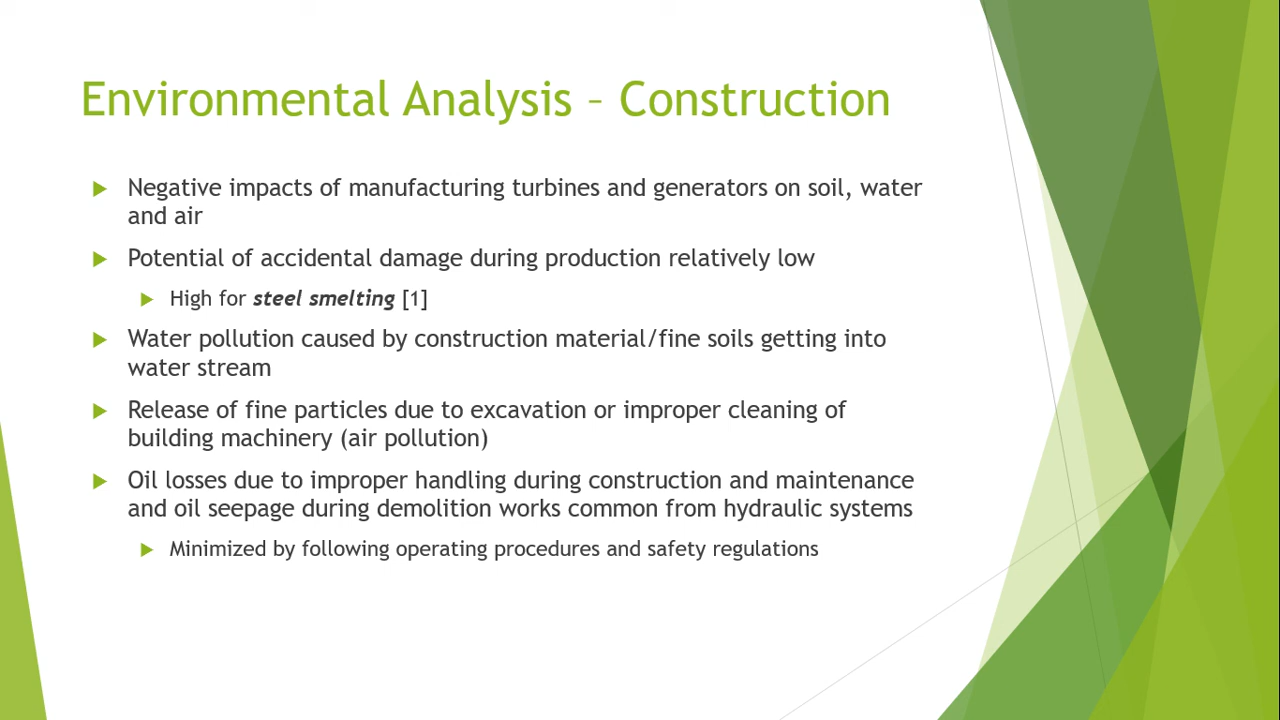 Environmental Analysis – Construction
Negative impacts of manufacturing turbines and generators on soil, water
and air
Potential of accidental damage during production relatively low
High for steel smelting [1]
Water pollution caused by construction material/fine soils getting into
water stream
Release of fine particles due to excavation or improper cleaning of
building machinery (air pollution)
Oil losses due to improper handling during construction and maintenance
and oil seepage during demolition works common from hydraulic systems
Minimized by following operating procedures and safety regulations